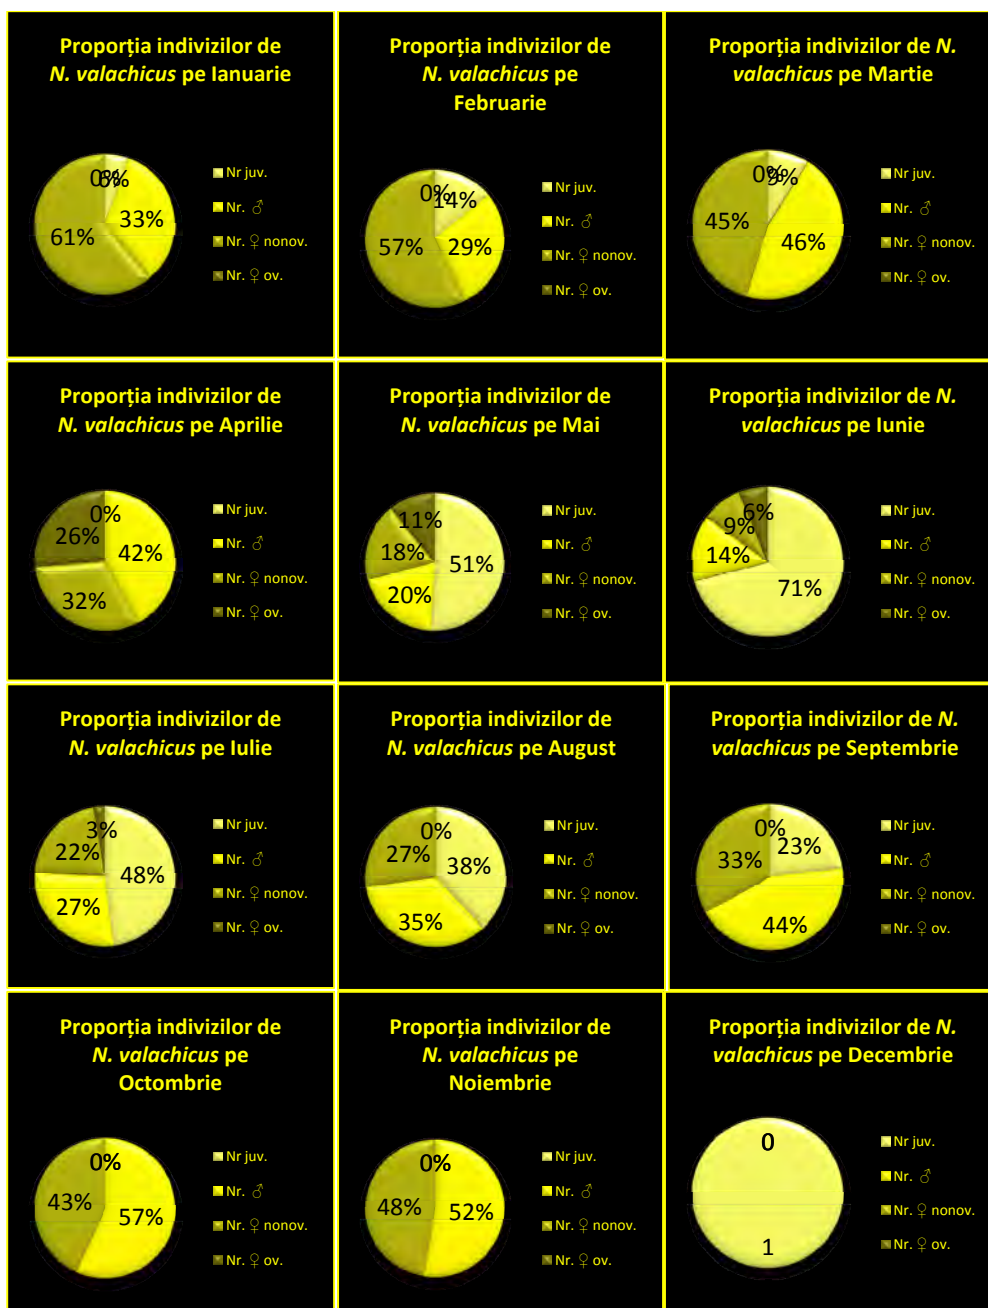 Proporția indivizilor de
N. valachicus pe Ianuarie
0%
6%
33%
61%
Nr juv.
Nr. ♂
Nr. ♀ nonov.
Nr. ♀ ov.
Proporția indivizilor de
N. valachicus pe
Februarie
0%
14%
29%
57%
Nr juv.
Nr. ♂
Nr. ♀ nonov.
Nr. ♀ ov.
Proporția indivizilor de N.
valachicus pe Martie
0%
9%
46%
45%
Nr juv.
Nr. ♂
Nr. ♀ nonov.
Nr. ♀ ov.
Proporția indivizilor de
N. valachicus pe Aprilie
0%
26%
42%
32%
Nr juv.
Nr. ♂
Nr. ♀ nonov.
Nr. ♀ ov.
Proporția indivizilor de
N. valachicus pe Mai
11%
18%
51%
20%
Nr juv.
Nr. ♂
Nr. ♀ nonov.
Nr. ♀ ov.
Proporția indivizilor de N.
valachicus pe Iunie
6%
9%
14%
71%
Nr juv.
Nr. ♂
Nr. ♀ nonov.
Nr. ♀ ov.
Proporția indivizilor de
N. valachicus pe Iulie
3%
22%
48%
27%
Nr juv.
Nr. ♂
Nr. ♀ nonov.
Nr. ♀ ov.
Proporția indivizilor de
N. valachicus pe August
0%
27%
38%
35%
Nr juv.
Nr. ♂
Nr. ♀ nonov.
Nr. ♀ ov.
Proporția indivizilor de N.
valachicus pe Septembrie
0%
23%
33%
44%
Nr juv.
Nr. ♂
Nr. ♀ nonov.
Nr. ♀ ov.
Proporția indivizilor de
N. valachicus pe
Octombrie
0%
43%
57%
Nr juv.
Nr. ♂
Nr. ♀ nonov.
Nr. ♀ ov.
Proporția indivizilor de
N. valachicus pe
Noiembrie
0%
48%
52%
Nr juv.
Nr. ♂
Nr. ♀ nonov.
Nr. ♀ ov.
Proporția indivizilor de N.
valachicus pe Decembrie
0
1
Nr juv.
Nr. ♂
Nr. ♀ nonov.
Nr. ♀ ov.